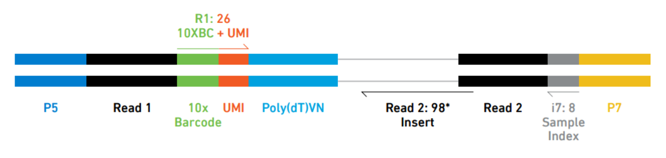 R1: 26
10XBC + UMI
P5
Read 1
10x
Barcode
UMI
Poly(dT)VN
Read 2: 98*
Insert
Read 2
i7: 8
Sample
Index
P7